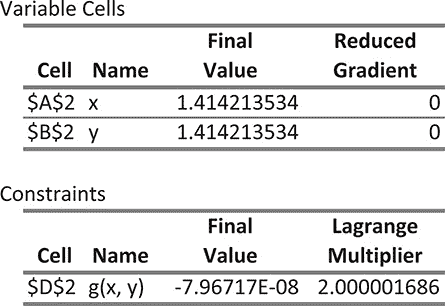 Variable Cells
Final Reduced
Cell Name Value Gradient
$A$2 x 1.414213534 0
$B$2 y 1.414213534 0
Constraints
Final Lagrange
Cell Name Value Multiplier
$D$2 g(x, y) -7.96717E-08 2.000001686